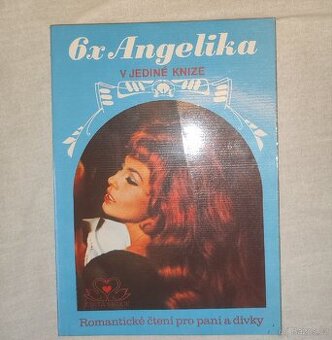 6x Angelika
V JEDINÉ KNIZE
Romantické čtení pro paní a dívky